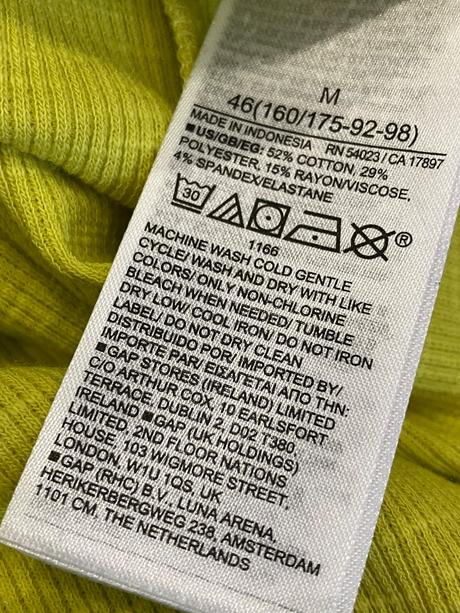 M
46(160/175-92-98)
MADE IN INDONESIA RN 54023 / CA 17897
■US/GB/EG: 52% COTTON, 29%
POLYESTER, 15% RAYON/VISCOSE,
4% SPANDEX/ELASTANE
30 ®
1166
MACHINE WASH COLD GENTLE
CYCLE/ WASH AND DRY WITH LIKE
COLORS/ ONLY NON-CHLORINE
BLEACH WHEN NEEDED/ TUMBLE
DRY LOW/ COOL IRON/ DO NOT IRON
LABEL/ DO NOT DRY CLEAN
DISTRIBUIDO POR/ IMPORTED BY/
IMPORTE PAR/ ΕΙΣΑΓΕΤΑΙ ΑΠΟ ΤΗΝ:
■GAP STORES (IRELAND) LIMITED
C/O ARTHUR COX, 10 EARLSFORT
TERRACE, DUBLIN 2, D02 T380,
IRELAND ■GAP (UK HOLDINGS)
LIMITED, 2ND FLOOR NATIONS
HOUSE, 103 WIGMORE STREET,
LONDON, W1U 1QS, UK
■GAP (RHC) B.V., LUNA ARENA,
HERIKERBERGWEG 238, AMSTERDAM
1101 CM, THE NETHERLANDS